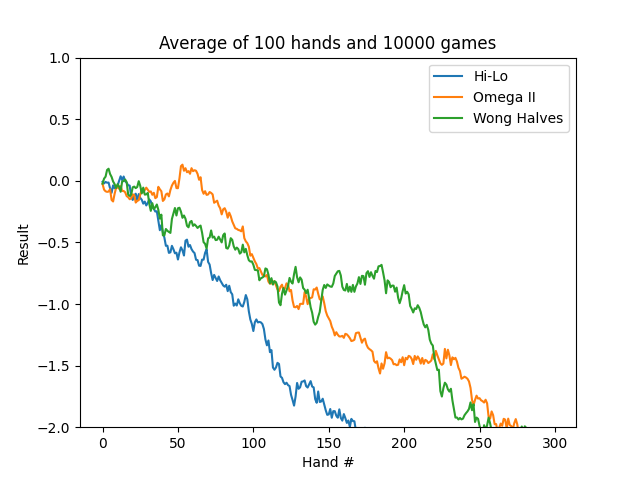 Average of 100 hands and 10000 games
1.0
0.5
0.0
−0.5
−1.0
−1.5
−2.0
Result
Hi-Lo
Omega II
Wong Halves
0 50 100 150 200 250 300
Hand #